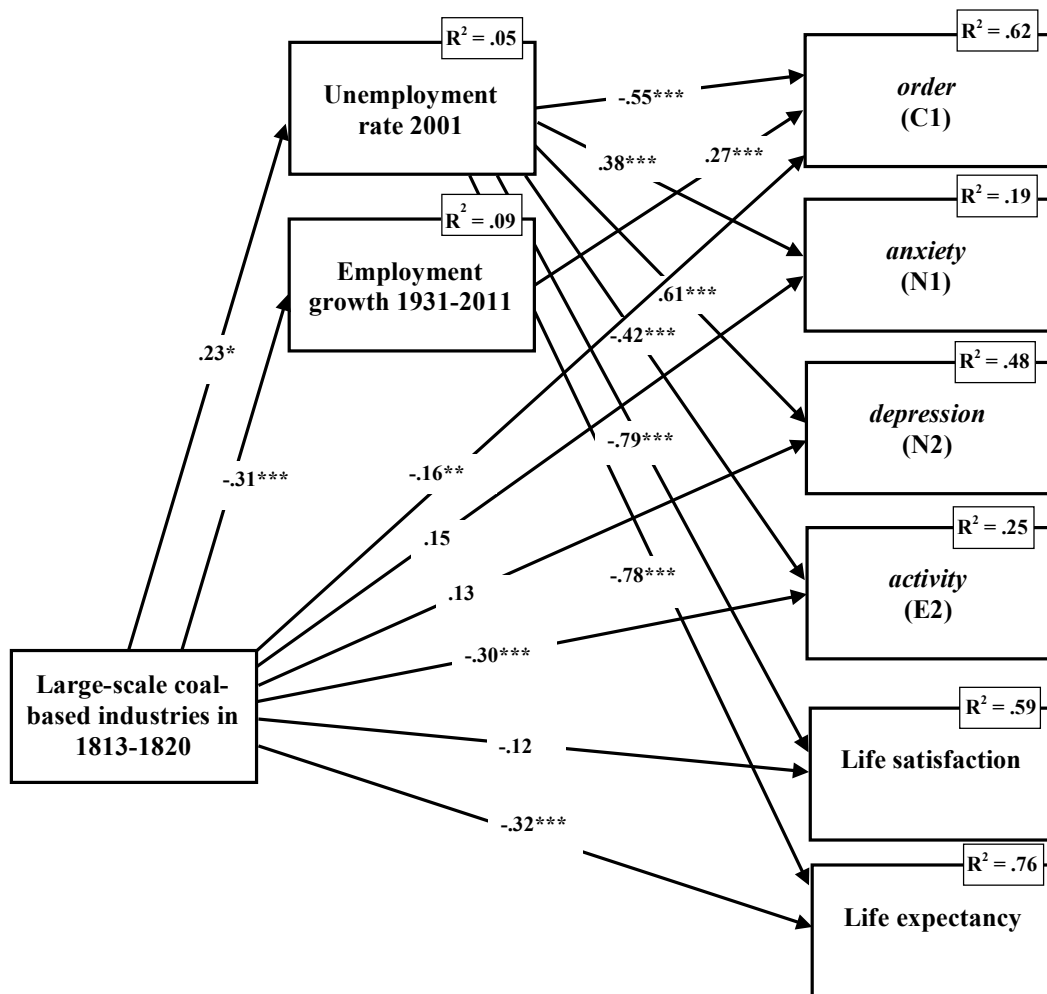 R² = .05
Unemployment
rate 2001
R² = .09
Employment
growth 1931-2011
Large-scale coal-
based industries in
1813-1820
.23*
-.31***
-.55***
.38***
.27***
.61***
-.42***
-.79***
-.78***
-.16**
.15
.13
-.30***
-.12
-.32***
R² = .62
order
(C1)
R² = .19
anxiety
(N1)
R² = .48
depression
(N2)
R² = .25
activity
(E2)
R² = .59
Life satisfaction
R² = .76
Life expectancy